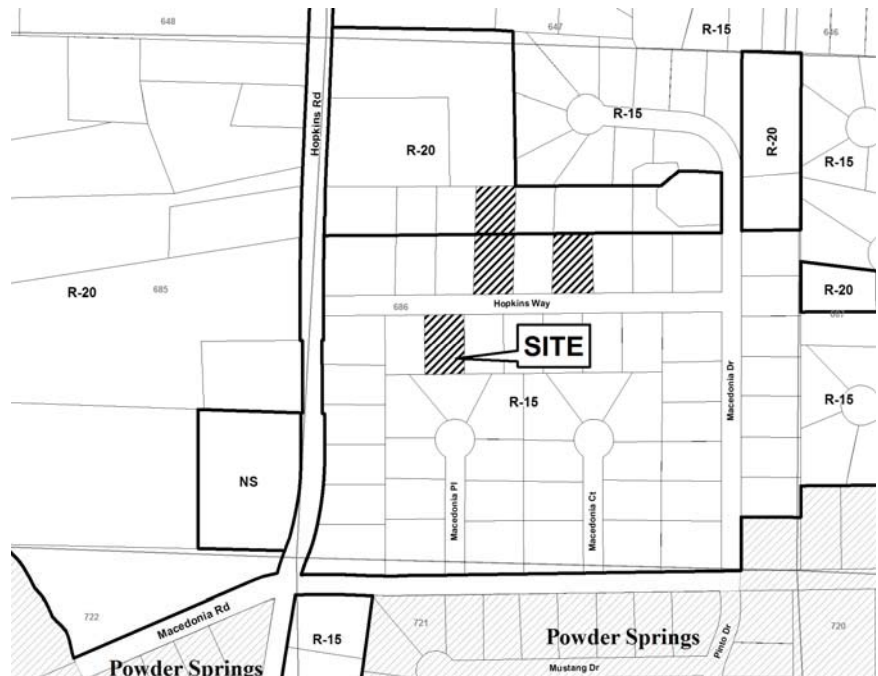 648
647
R-15
646
Hopkins Rd
R-15
R-20
R-20
R-15
685
R-20
R-20
686
Hopkins Way
SITE
Macedonia Dr
R-15
R-15
NS
Macedonia Pl
Macedonia Ct
722
Macedonia Rd
R-15
721
Powder Springs
Pinto Dr
720
Powder Springs
Mustang Dr